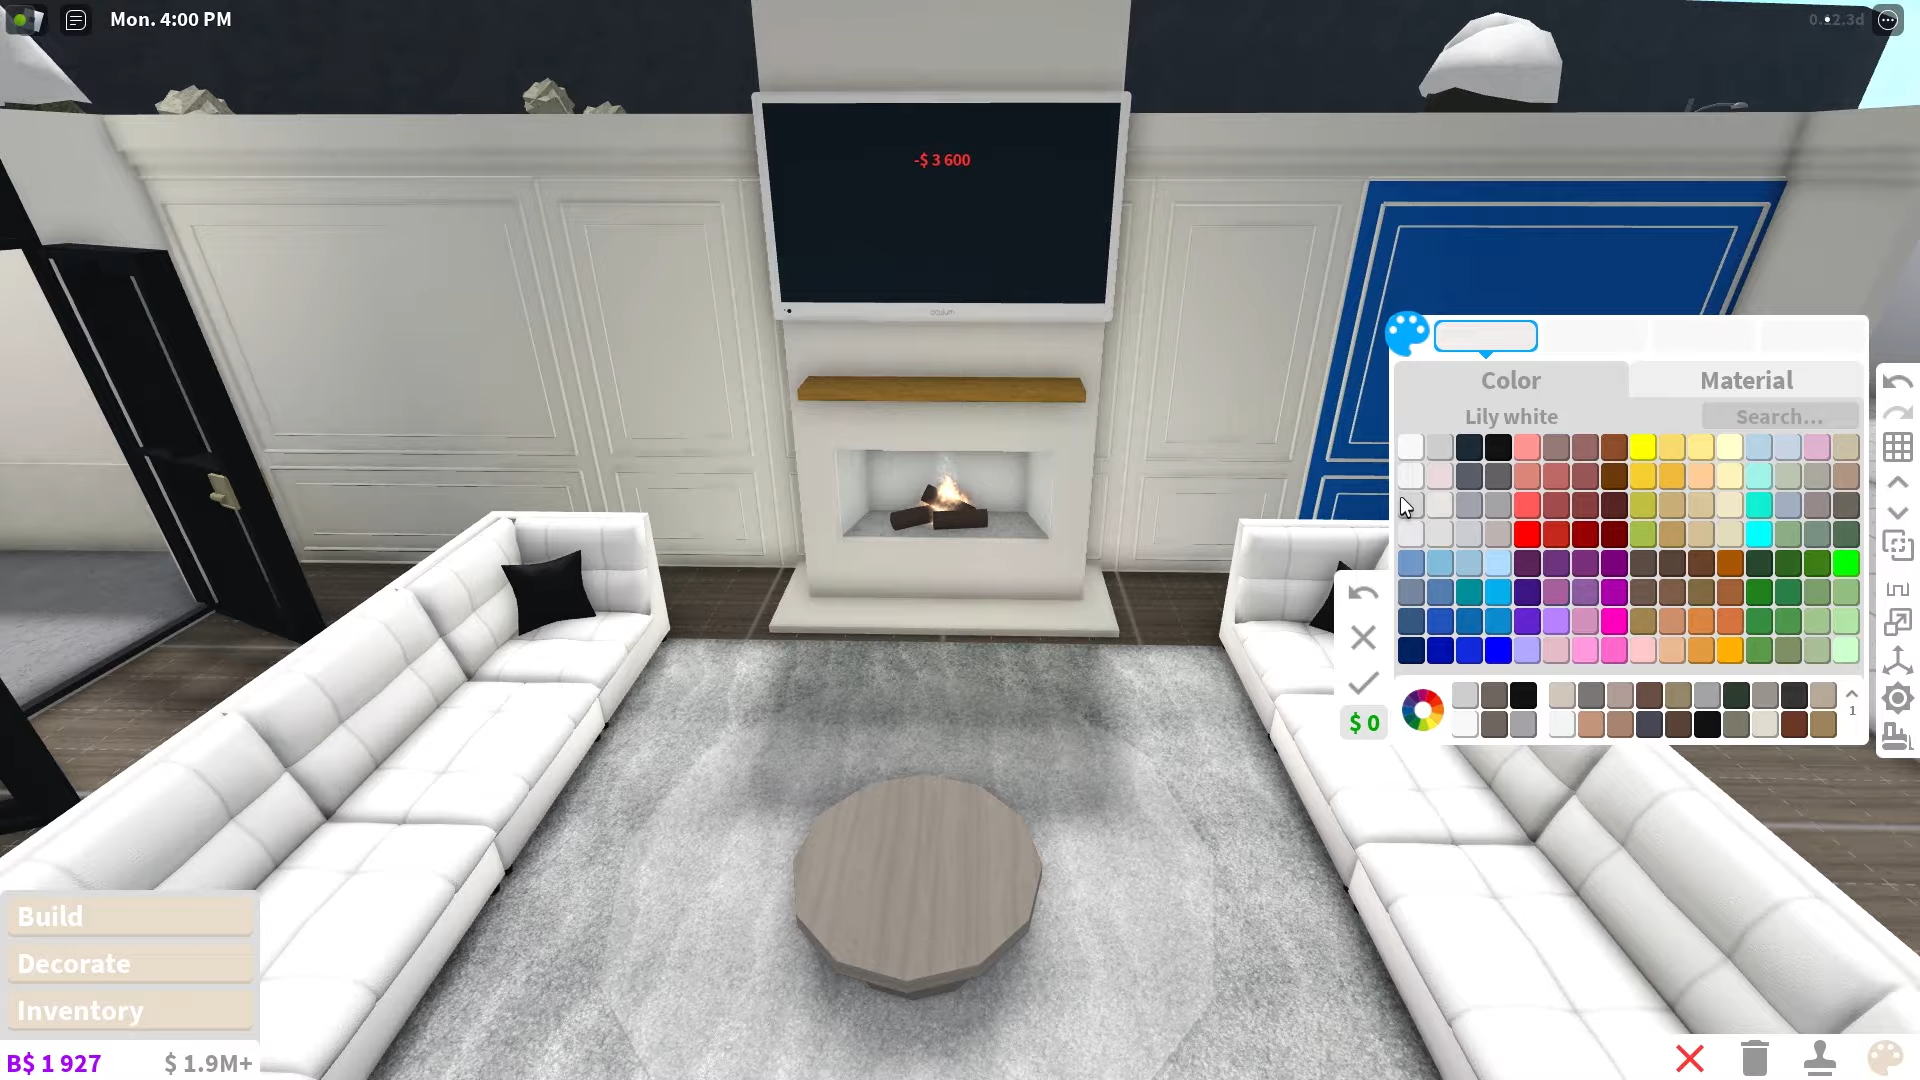 Mon. 4:00 PM
-$ 3 600
Color
Material
Lily white
Search...
$ 0
1
Build
Decorate
Inventory
B$ 1 927
$ 1.9M+